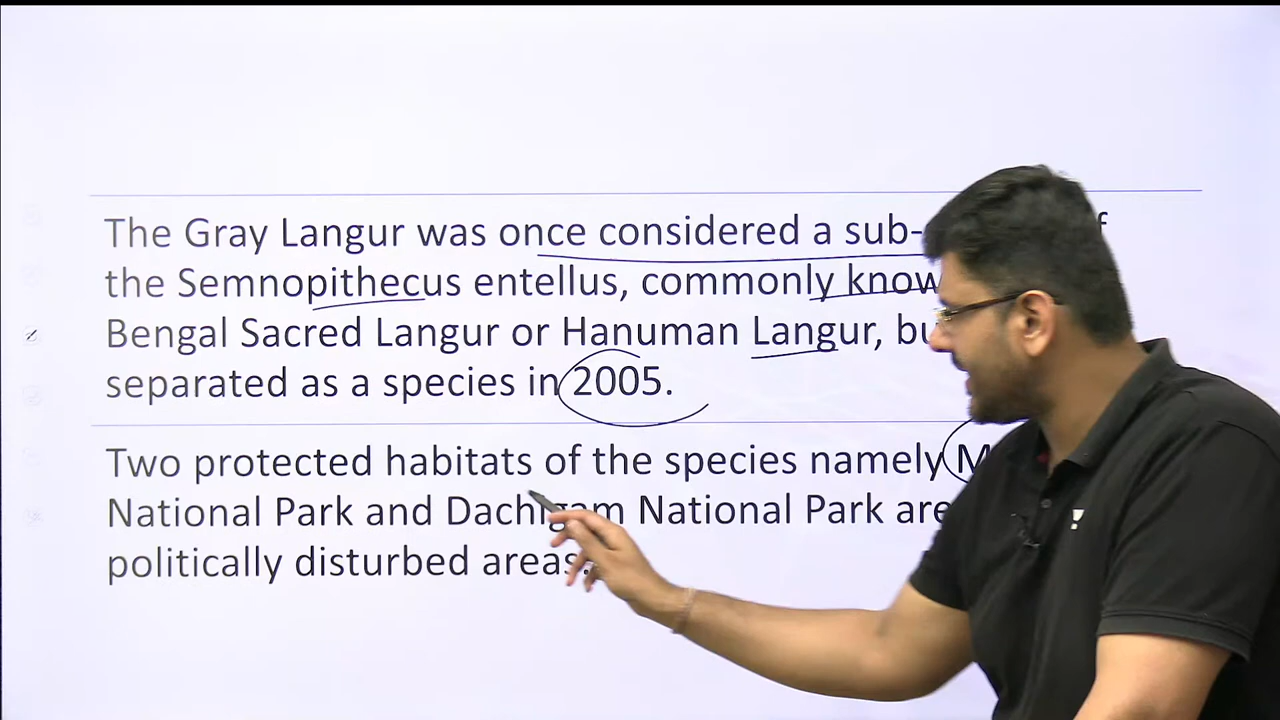 The Gray Langur was once considered a sub-
the Semnopithecus entellus, commonly know
Bengal Sacred Langur or Hanuman Langur, bu
separated as a species in 2005.
Two protected habitats of the species namely M
National Park and Dachigam National Park are
politically disturbed areas.